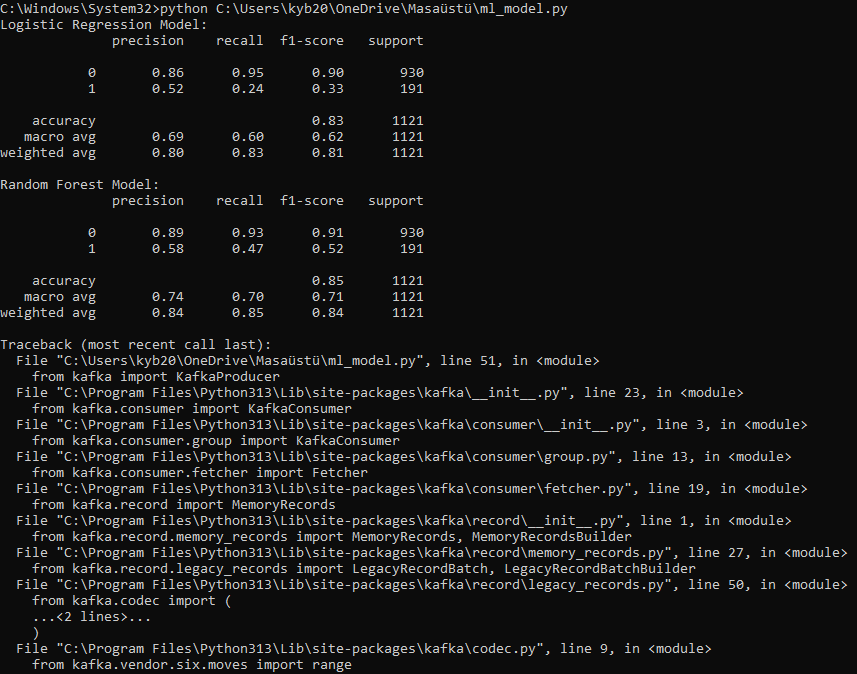 C:\Windows\System32>python C:\Users\kyb20\OneDrive\Masaüstü\ml_model.py
Logistic Regression Model:
              precision    recall  f1-score   support

           0       0.86      0.95      0.90       930
           1       0.52      0.24      0.33       191

    accuracy                           0.83      1121
   macro avg       0.69      0.60      0.62      1121
weighted avg       0.80      0.83      0.81      1121

Random Forest Model:
              precision    recall  f1-score   support

           0       0.89      0.93      0.91       930
           1       0.58      0.47      0.52       191

    accuracy                           0.85      1121
   macro avg       0.74      0.70      0.71      1121
weighted avg       0.84      0.85      0.84      1121

Traceback (most recent call last):
  File "C:\Users\kyb20\OneDrive\Masaüstü\ml_model.py", line 51, in <module>
    from kafka import KafkaProducer
  File "C:\Program Files\Python313\Lib\site-packages\kafka\__init__.py", line 23, in <module>
    from kafka.consumer import KafkaConsumer
  File "C:\Program Files\Python313\Lib\site-packages\kafka\consumer\__init__.py", line 3, in <module>
    from kafka.consumer.group import KafkaConsumer
  File "C:\Program Files\Python313\Lib\site-packages\kafka\consumer\group.py", line 13, in <module>
    from kafka.consumer.fetcher import Fetcher
  File "C:\Program Files\Python313\Lib\site-packages\kafka\consumer\fetcher.py", line 19, in <module>
    from kafka.record import MemoryRecords
  File "C:\Program Files\Python313\Lib\site-packages\kafka\record\__init__.py", line 1, in <module>
    from kafka.record.memory_records import MemoryRecords, MemoryRecordsBuilder
  File "C:\Program Files\Python313\Lib\site-packages\kafka\record\memory_records.py", line 27, in <module>
    from kafka.record.legacy_records import LegacyRecordBatch, LegacyRecordBatchBuilder
  File "C:\Program Files\Python313\Lib\site-packages\kafka\record\legacy_records.py", line 50, in <module>
    from kafka.codec import (
    ...<2 lines>...
    )
  File "C:\Program Files\Python313\Lib\site-packages\kafka\codec.py", line 9, in <module>
    from kafka.vendor.six.moves import range